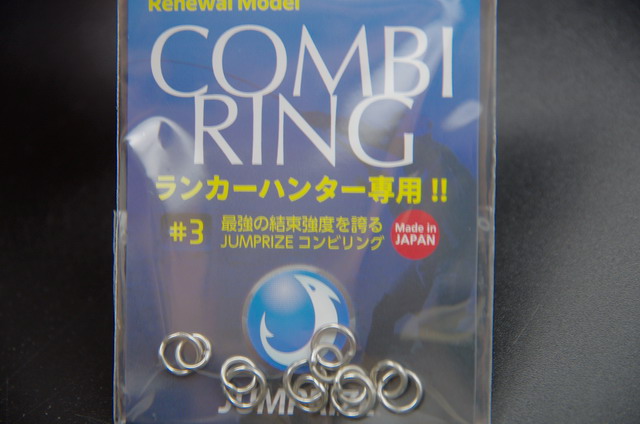 Renewal Model
COMBI
RING
ランカーハンター専用!!
#3
最強の結束強度を誇る
JUMPRIZE コンビリング
Made in
JAPAN